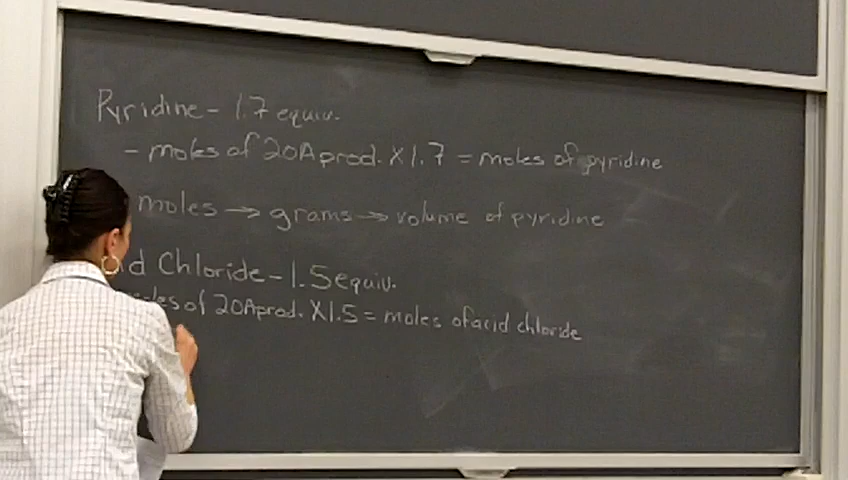 Pyridine - 1.7 equiv.
- moles of 20A prod. X 1.7 = moles of pyridine
moles → grams → volume of pyridine
d Chloride - 1.5 equiv.
moles of 20A prod. X 1.5 = moles of acid chloride